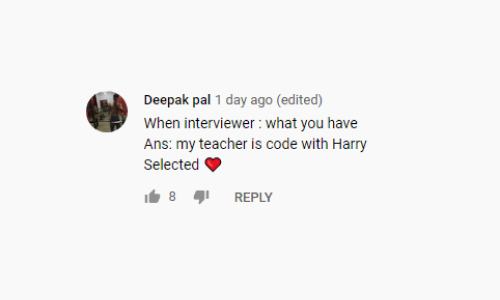 Deepak pal 1 day ago (edited)
When interviewer : what you have
Ans: my teacher is code with Harry
Selected ❤️
8 REPLY